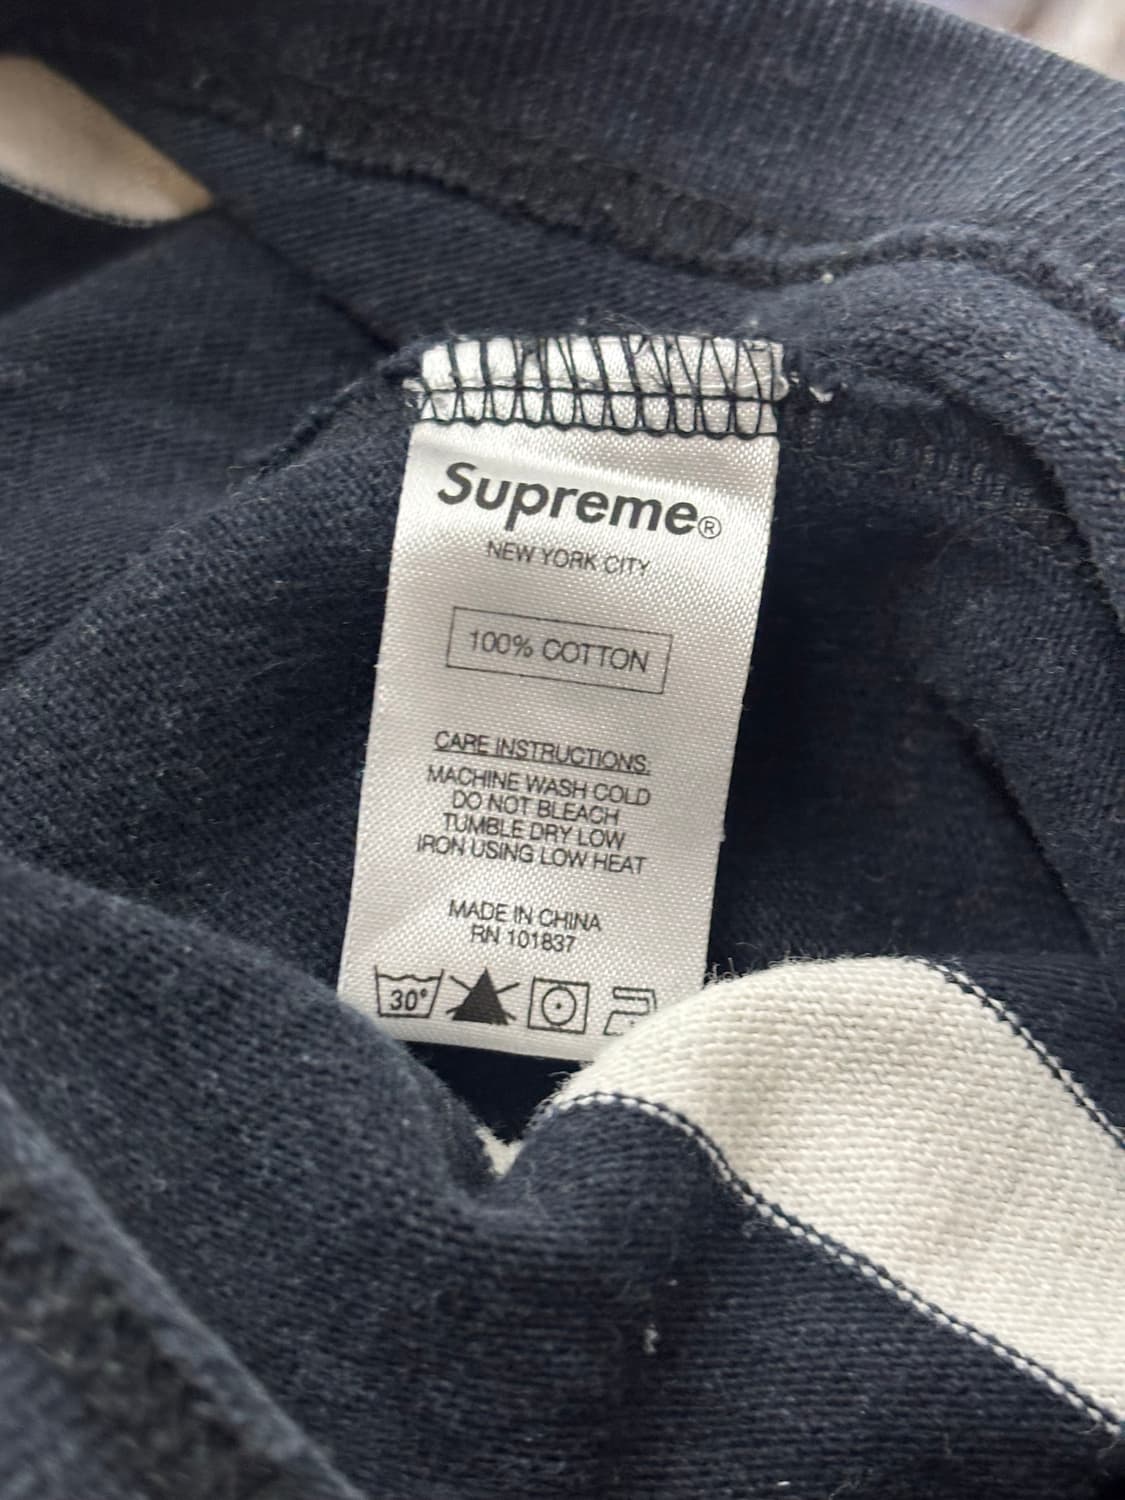 Supreme®
NEW YORK CITY
100% COTTON
CARE INSTRUCTIONS.
MACHINE WASH COLD
DO NOT BLEACH
TUMBLE DRY LOW
IRON USING LOW HEAT
MADE IN CHINA
RN 101837
30°